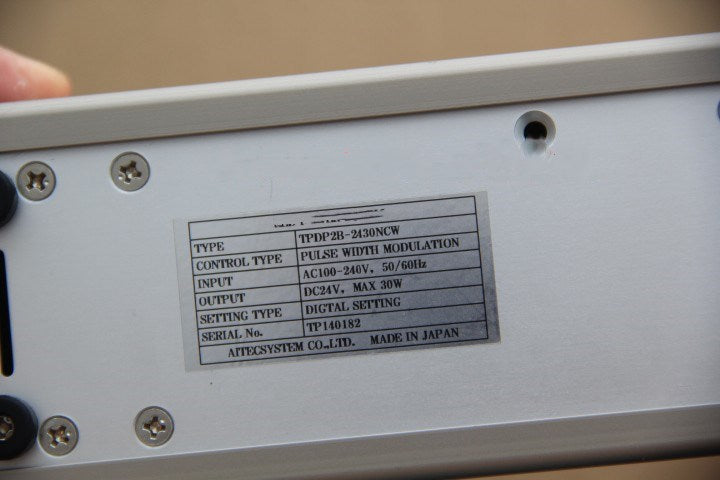 TYPE TPDP2B-2430NCW
CONTROL TYPE PULSE WIDTH MODULATION
INPUT AC100-240V, 50/60Hz
OUTPUT DC24V, MAX 30W
SETTING TYPE DIGTAL SETTING
SERIAL No. TP140182
AITECSYSTEM CO.,LTD. MADE IN JAPAN